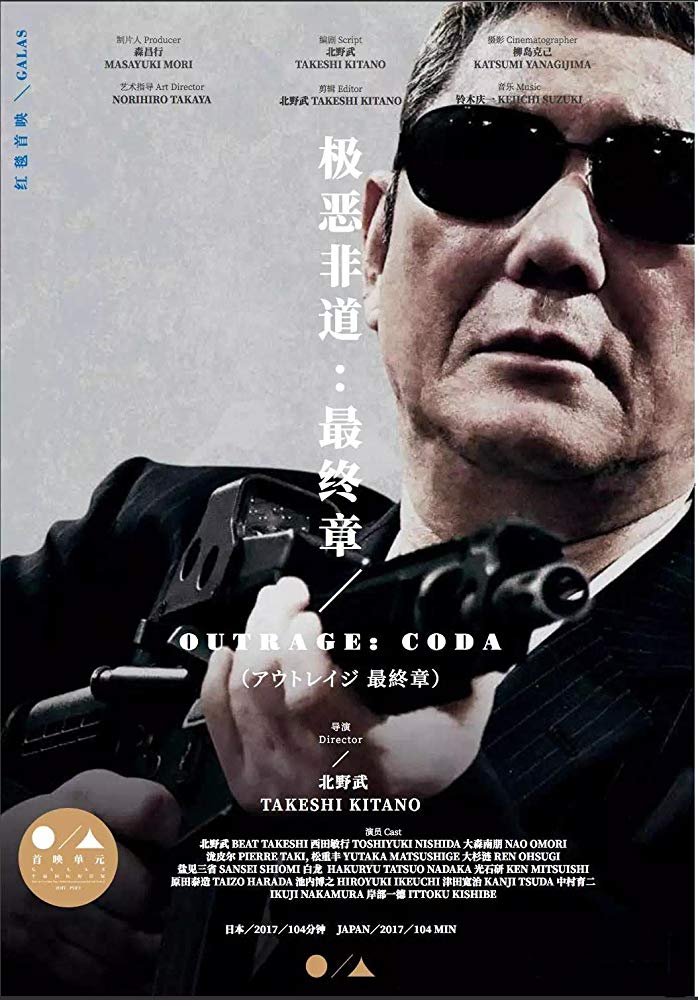 红毯首映 ／ GALAS
制片人 Producer
森昌行
MASAYUKI MORI
编剧 Script
北野武
TAKESHI KITANO
摄影 Cinematographer
柳岛克己
KATSUMI YANAGIJIMA
艺术指导 Art Director
NORIHIRO TAKAYA
剪辑 Editor
北野武 TAKESHI KITANO
音乐 Music
铃木庆一 KEIICHI SUZUKI
极恶非道：最终章／
OUTRAGE: CODA
（アウトレイジ 最終章）
导演
Director
／
北野武
TAKESHI KITANO
演员 Cast
北野武 BEAT TAKESHI 西田敏行 TOSHIYUKI NISHIDA 大森南朋 NAO OMORI
泷皮尔 PIERRE TAKI, 松重丰 YUTAKA MATSUSHIGE 大杉涟 REN OHSUGI
盐见三省 SANSEI SHIOMI 白龙 HAKURYU TATSUO NADAKA 光石研 KEN MITSUISHI
原田泰造 TAIZO HARADA 池内博之 HIROYUKI IKEUCHI 津田宽治 KANJI TSUDA 中村育二
IKUJI NAKAMURA 岸部一德 ITTOKU KISHIBE
首映单元
GALAS
日本／2017／104分钟 JAPAN／2017／104 MIN